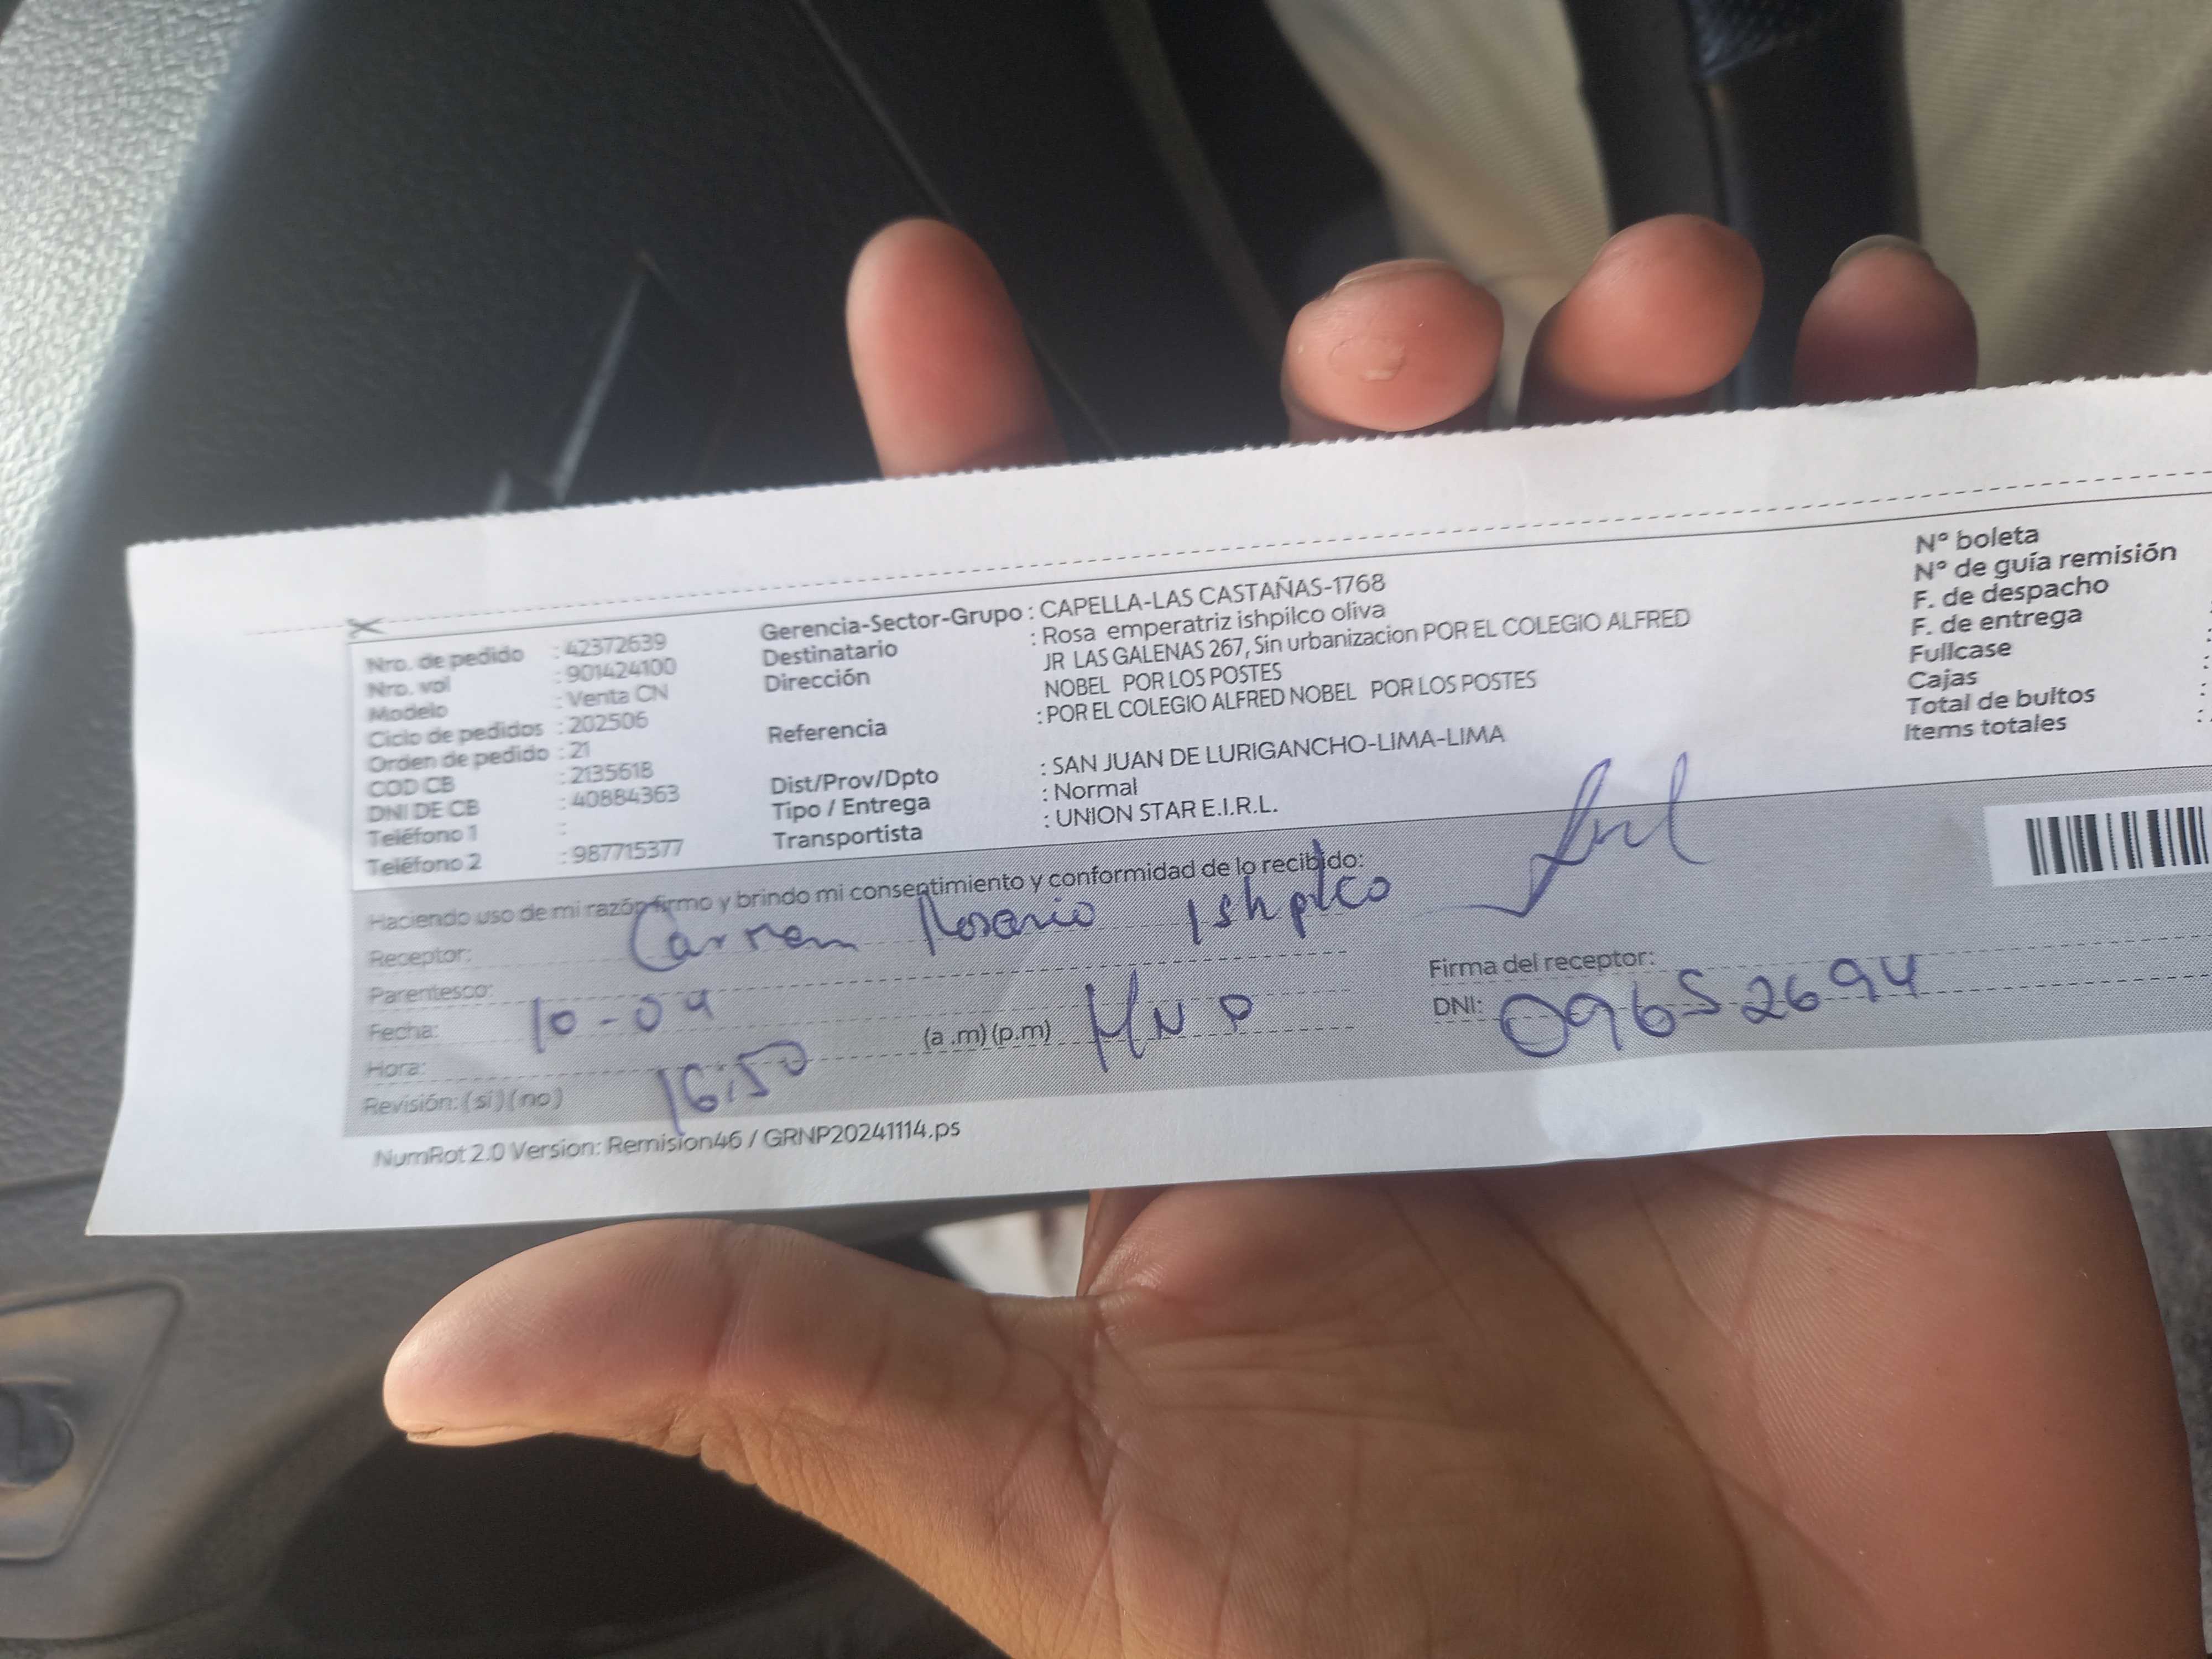 Nro. de pedido : 42372639
Nro. vol : 901424100
Modelo : Venta CN
Ciclo de pedidos : 202506
Orden de pedido : 21
COD CB : 2135618
DNI DE CB : 40884363
Teléfono 1 :
Teléfono 2 : 987715377
Gerencia-Sector-Grupo : CAPELLA-LAS CASTAÑAS-1768
Destinatario : Rosa emperatriz ishpilco oliva
Dirección JR LAS GALENAS 267, Sin urbanizacion POR EL COLEGIO ALFRED
NOBEL POR LOS POSTES
Referencia : POR EL COLEGIO ALFRED NOBEL POR LOS POSTES
Dist/Prov/Dpto : SAN JUAN DE LURIGANCHO-LIMA-LIMA
Tipo / Entrega : Normal
Transportista : UNION STAR E.I.R.L.
N° boleta
N° de guía remisión
F. de despacho :
F. de entrega
Fullcase :
Cajas :
Total de bultos :
Items totales :
Haciendo uso de mi razón firmo y brindo mi consentimiento y conformidad de lo recibido:
Receptor: Carmen Rosario Ishpilco
Parentesco:
Fecha: 10-04
Hora: 16:50 (a .m) (p.m)
Revisión: ( sí ) ( no )
Firma del receptor:
DNI: 09652694
NumRot 2.0 Version: Remision46 / GRNP20241114.ps